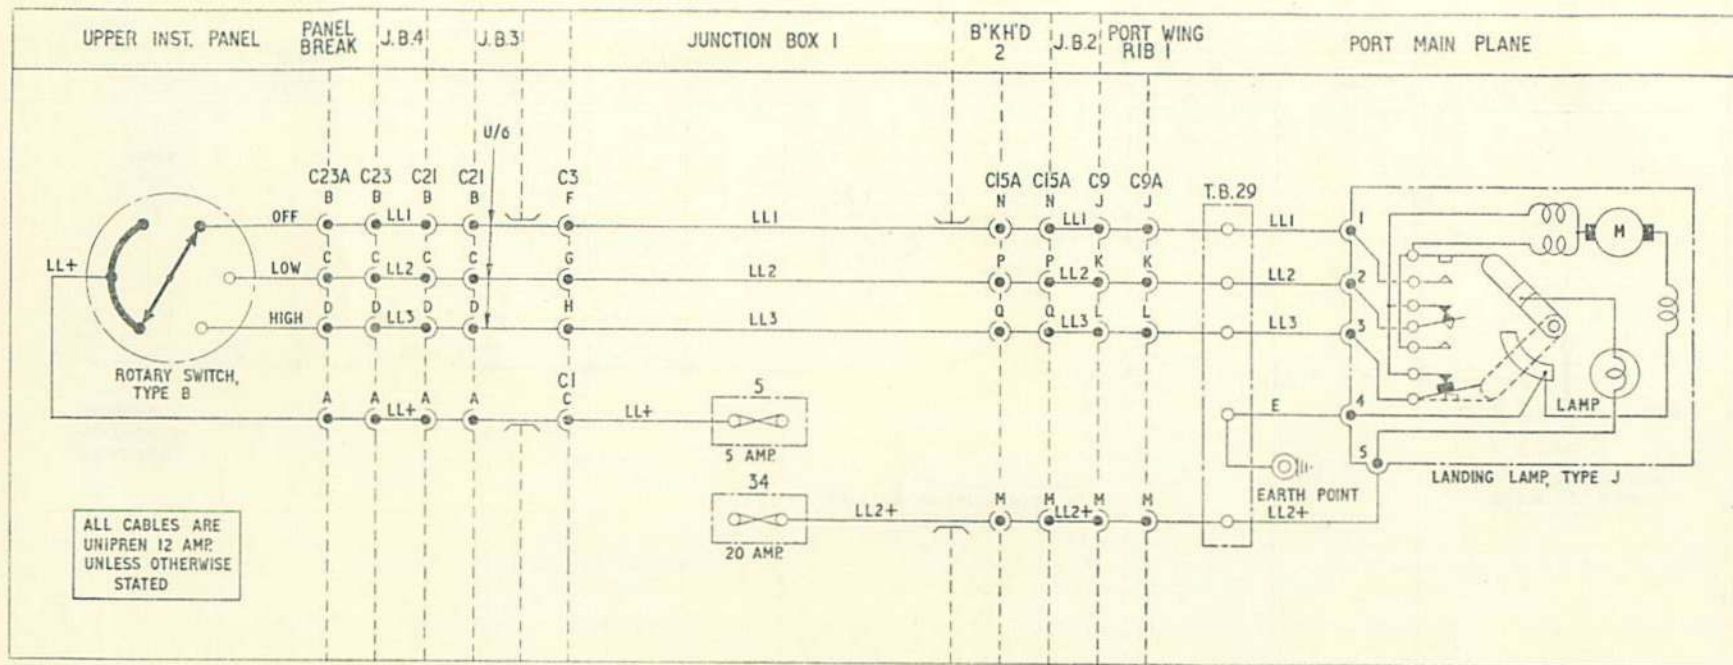 UPPER INST. PANEL
PANEL
BREAK
J.B.4
J.B.3
JUNCTION BOX 1
B'KH'D
2
J.B.2
PORT WING
RIB 1
PORT MAIN PLANE
U/6
C23A C23 C21 C21 C3
B B B B F
C15A C15A C9 C9A
N N J J
T.B.29
OFF LL1 LL1 LL1 LL1 1
M
LL+
C C C C G
P P K K
LOW LL2 LL2 LL2 LL2 2
D D D D H
Q Q L L
HIGH LL3 LL3 LL3 LL3 3
ROTARY SWITCH,
TYPE B
C1
A A A A C
LL+ LL+
5
5 AMP.
E 4
LAMP
5
LANDING LAMP, TYPE J
EARTH POINT
34
20 AMP.
M M M M
LL2+ LL2+ LL2+
ALL CABLES ARE
UNIPREN 12 AMP.
UNLESS OTHERWISE
STATED